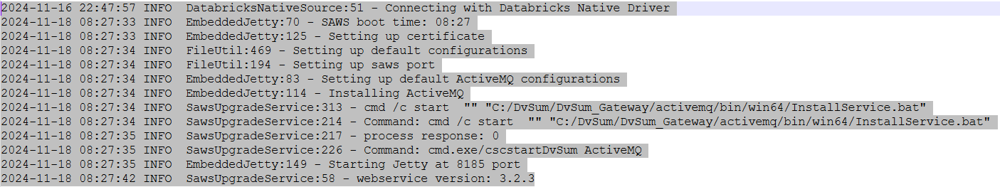 2024-11-16 22:47:57 INFO  DatabricksNativeSource:51 - Connecting with Databricks Native Driver
2024-11-18 08:27:33 INFO  EmbeddedJetty:70 - SAWS boot time: 08:27
2024-11-18 08:27:33 INFO  EmbeddedJetty:125 - Setting up certificate
2024-11-18 08:27:34 INFO  FileUtil:469 - Setting up default configurations
2024-11-18 08:27:34 INFO  FileUtil:194 - Setting up saws port
2024-11-18 08:27:34 INFO  EmbeddedJetty:83 - Setting up default ActiveMQ configurations
2024-11-18 08:27:34 INFO  EmbeddedJetty:114 - Installing ActiveMQ
2024-11-18 08:27:34 INFO  SawsUpgradeService:313 - cmd /c start  "" "C:/DvSum/DvSum_Gateway/activemq/bin/win64/InstallService.bat"
2024-11-18 08:27:34 INFO  SawsUpgradeService:214 - Command: cmd /c start  "" "C:/DvSum/DvSum_Gateway/activemq/bin/win64/InstallService.bat"
2024-11-18 08:27:35 INFO  SawsUpgradeService:217 - process response: 0
2024-11-18 08:27:35 INFO  SawsUpgradeService:226 - Command: cmd.exe/cscstartDvSum ActiveMQ
2024-11-18 08:27:35 INFO  EmbeddedJetty:149 - Starting Jetty at 8185 port
2024-11-18 08:27:42 INFO  SawsUpgradeService:58 - webservice version: 3.2.3